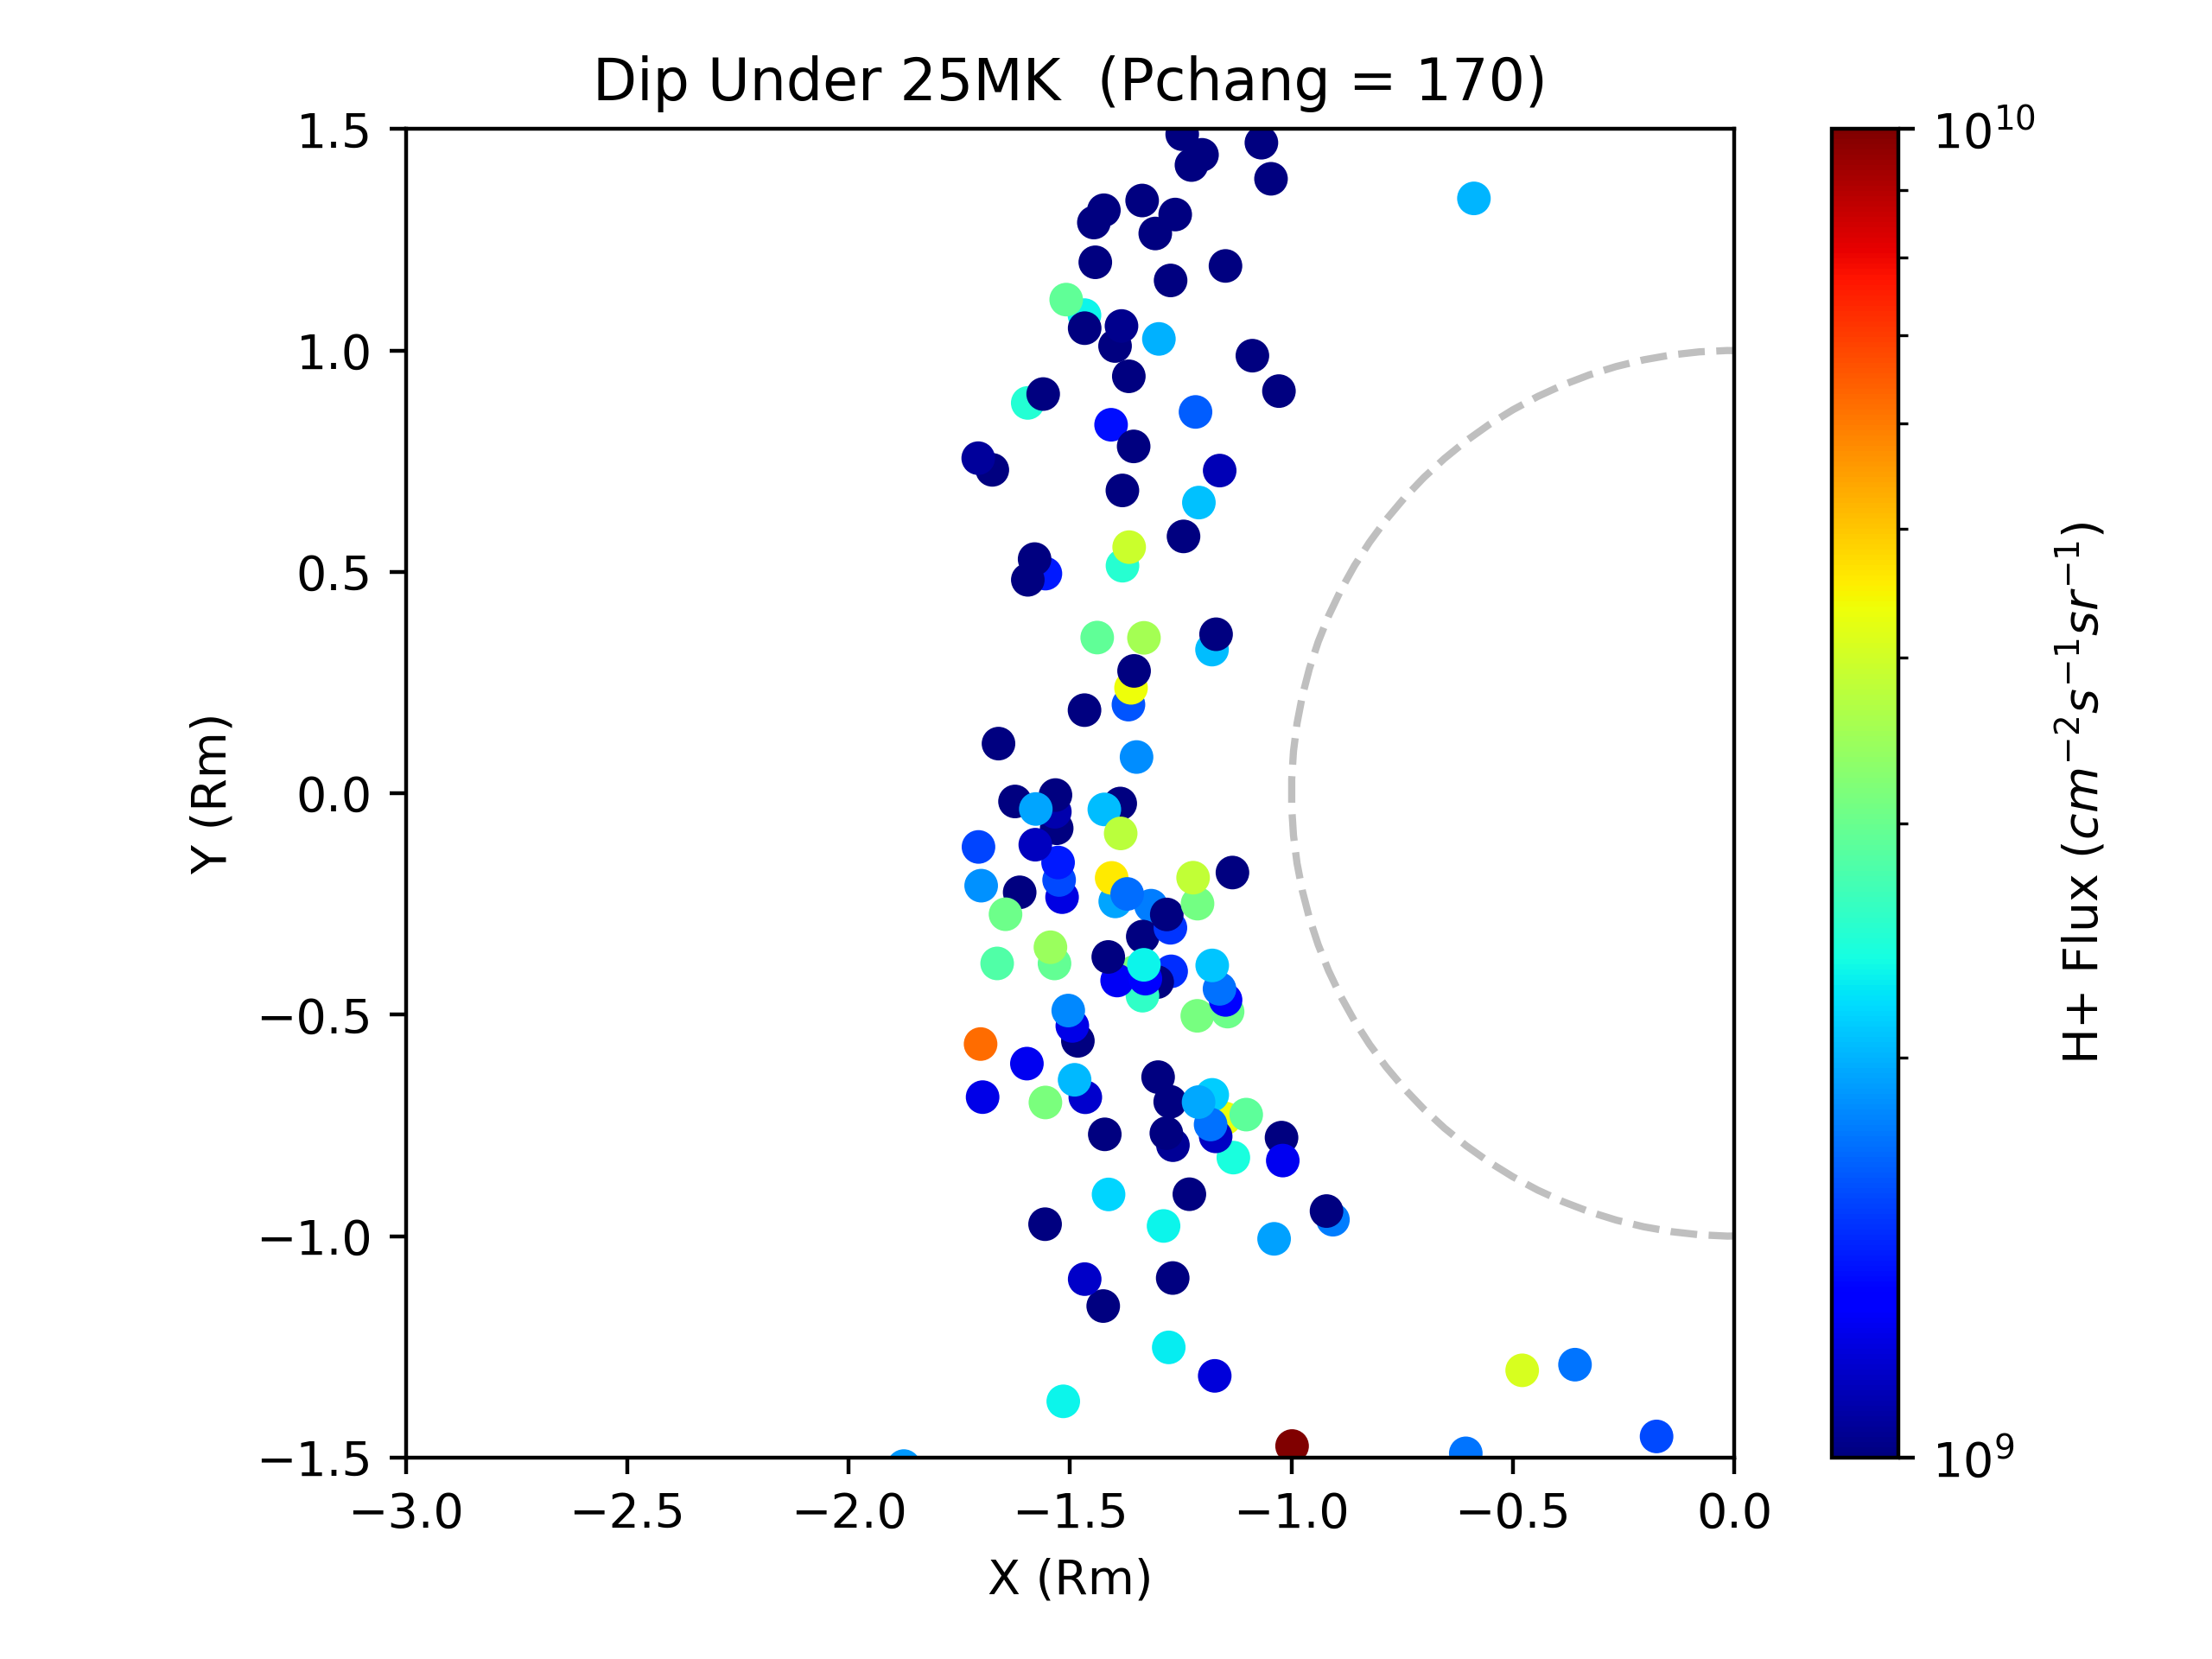 Dip Under 25MK (Pchang = 170)
1.5
1.0
0.5
0.0
−0.5
−1.0
−1.5
Y (Rm)
−3.0 −2.5 −2.0 −1.5 −1.0 −0.5 0.0
X (Rm)
10¹⁰
10⁹
H+ Flux (cm⁻²s⁻¹sr⁻¹)